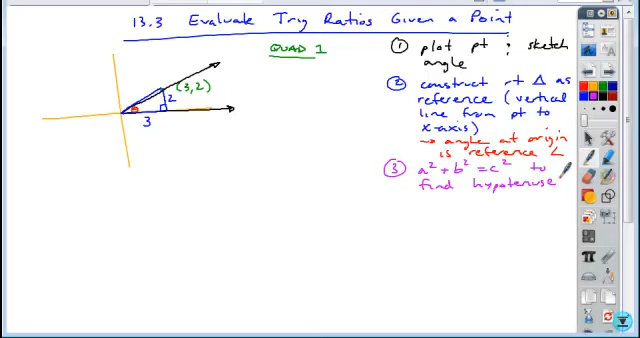 13.3 Evaluate Trig Ratios Given a Point
QUAD 1
(3,2)
2
θ
3
① plot pt ; sketch
angle
② construct rt △ as
reference (vertical
line from pt to
x-axis)
→ angle at origin
is reference ∠
③ a² + b² = c² to
find hypotenuse